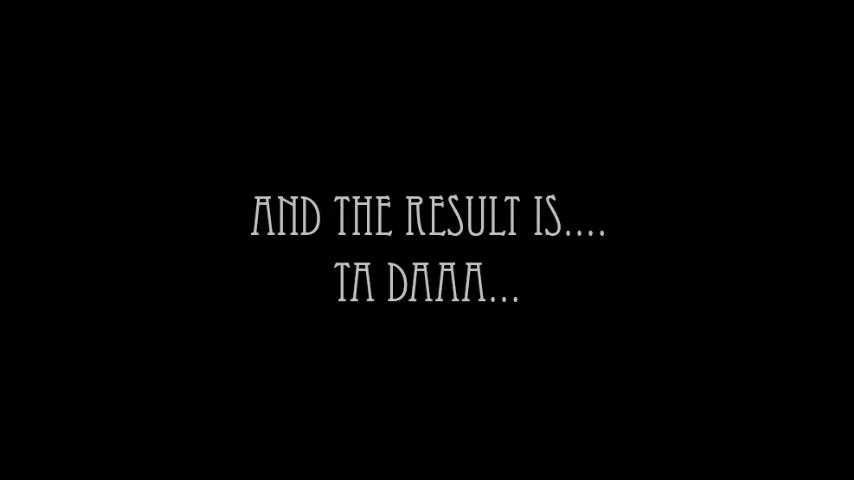 AND THE RESULT IS....
TA DAAA...